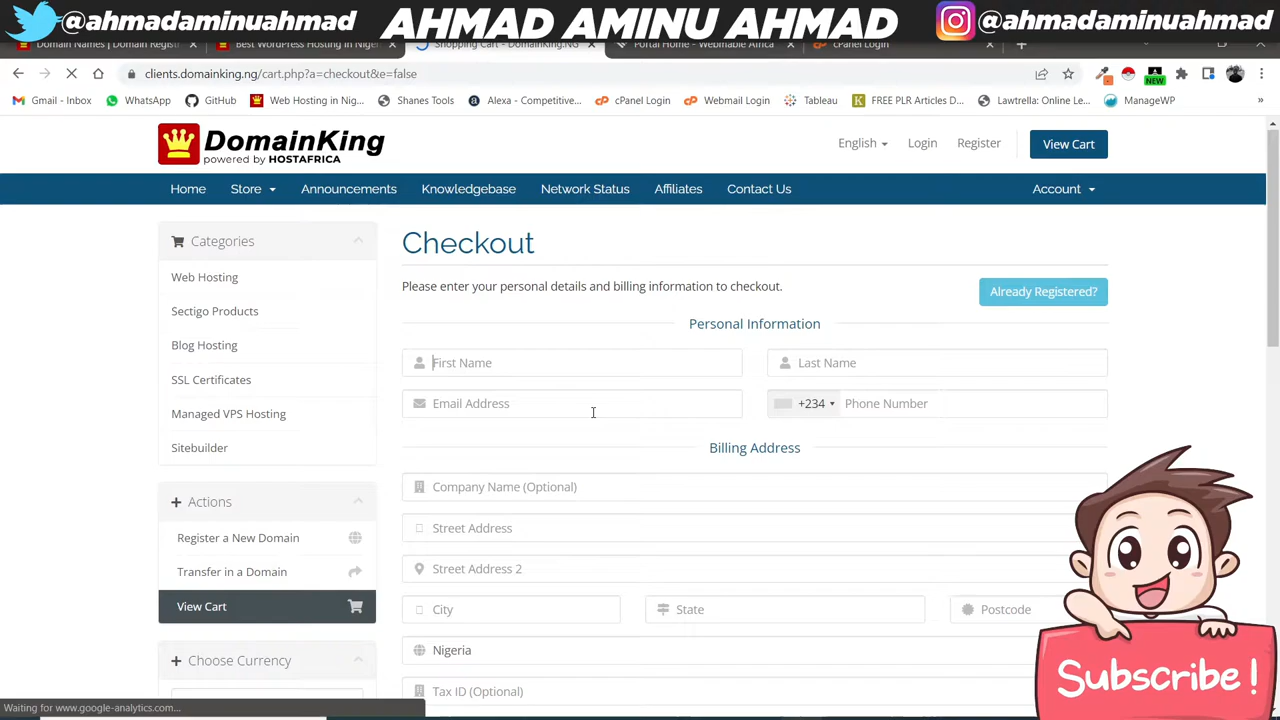 @ahmadaminuahmad
AHMAD AMINU AHMAD
@ahmadaminuahmad
Domain Names | Domain Regist
Best WordPress Hosting in Niger
Shopping Cart - DomainKing.NG
Portal Home - Webmable Africa
cPanel Login
clients.domainking.ng/cart.php?a=checkout&e=false
NEW
Gmail - Inbox
WhatsApp
GitHub
Web Hosting in Nig...
Shanes Tools
Alexa - Competitive...
cPanel Login
Webmail Login
Tableau
FREE PLR Articles D...
Lawtrella: Online Le...
ManageWP
»
DomainKing
powered by HOSTAFRICA
English
Login
Register
View Cart
Home
Store
Announcements
Knowledgebase
Network Status
Affiliates
Contact Us
Account
Categories
Web Hosting
Sectigo Products
Blog Hosting
SSL Certificates
Managed VPS Hosting
Sitebuilder
Actions
Register a New Domain
Transfer in a Domain
View Cart
Choose Currency
Checkout
Please enter your personal details and billing information to checkout.
Already Registered?
Personal Information
First Name
Last Name
Email Address
+234
Phone Number
Billing Address
Company Name (Optional)
Street Address
Street Address 2
City
State
Postcode
Nigeria
Tax ID (Optional)
Subscribe !
Waiting for www.google-analytics.com...